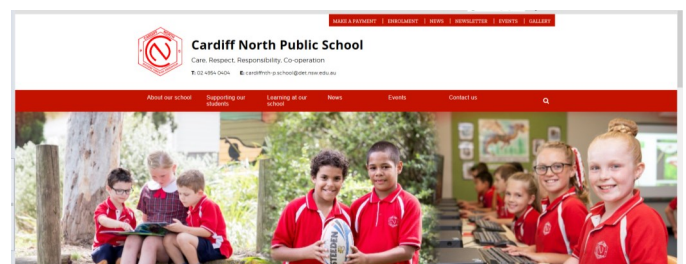 MAKE A PAYMENT | ENROLMENT | NEWS | NEWSLETTER | EVENTS | GALLERY
Cardiff North Public School
Care, Respect, Responsibility, Co-operation
T: 02 4954 0404 E: cardiffnth-p.school@det.nsw.edu.au
About our school Supporting our students Learning at our school News Events Contact us
STEEDEN